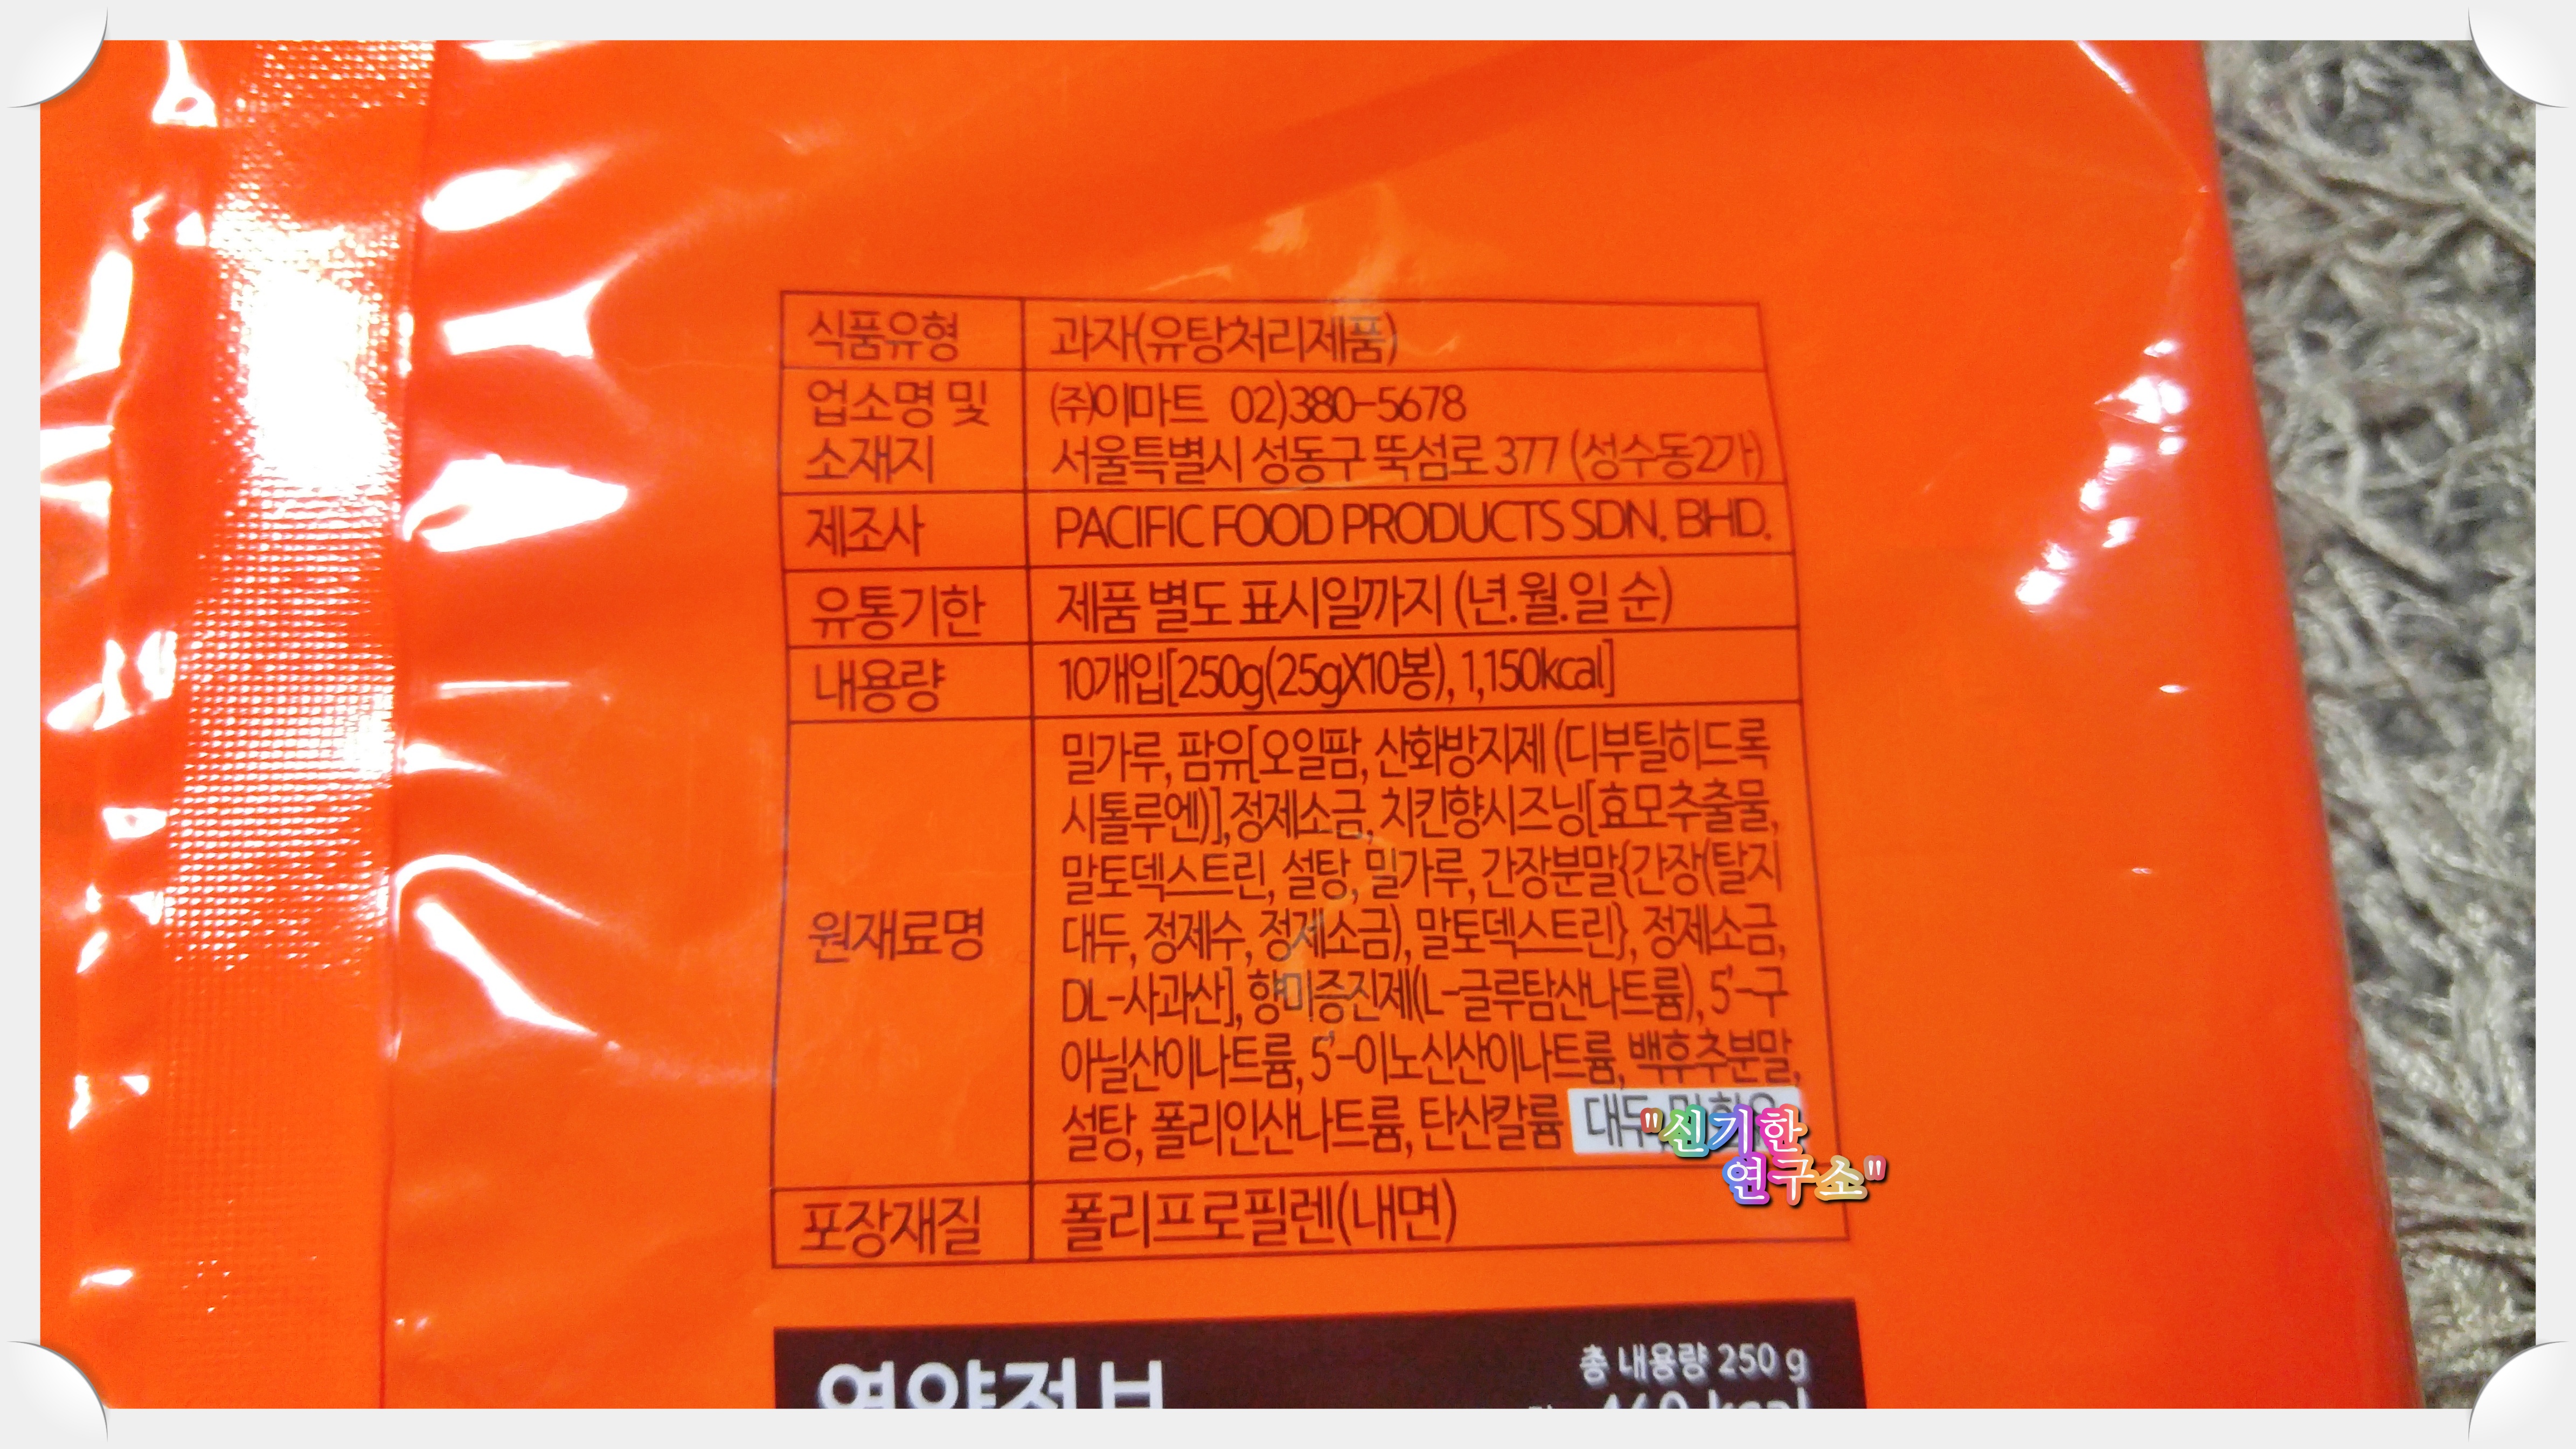 식품유형
과자(유탕처리제품)
업소명 및
소재지
(주)이마트 02)380-5678
서울특별시 성동구 뚝섬로 377 (성수동2가)
제조사
PACIFIC FOOD PRODUCTS SDN. BHD.
유통기한
제품 별도 표시일까지 (년.월.일 순)
내용량
10개입[250g(25gX10봉), 1,150kcal]
원재료명
밀가루, 팜유[오일팜, 산화방지제 (디부틸히드록
시톨루엔)],정제소금, 치킨향시즈닝[효모추출물,
말토덱스트린, 설탕, 밀가루, 간장분말{간장(탈지
대두, 정제수, 정제소금), 말토덱스트린}, 정제소금,
DL-사과산], 향미증진제(L-글루탐산나트륨), 5'-구
아닐산이나트륨, 5'-이노신산이나트륨, 백후추분말,
설탕, 폴리인산나트륨, 탄산칼륨 대두,
"신기한
연구소"
포장재질
폴리프로필렌(내면)
영양정보
총 내용량 250 g